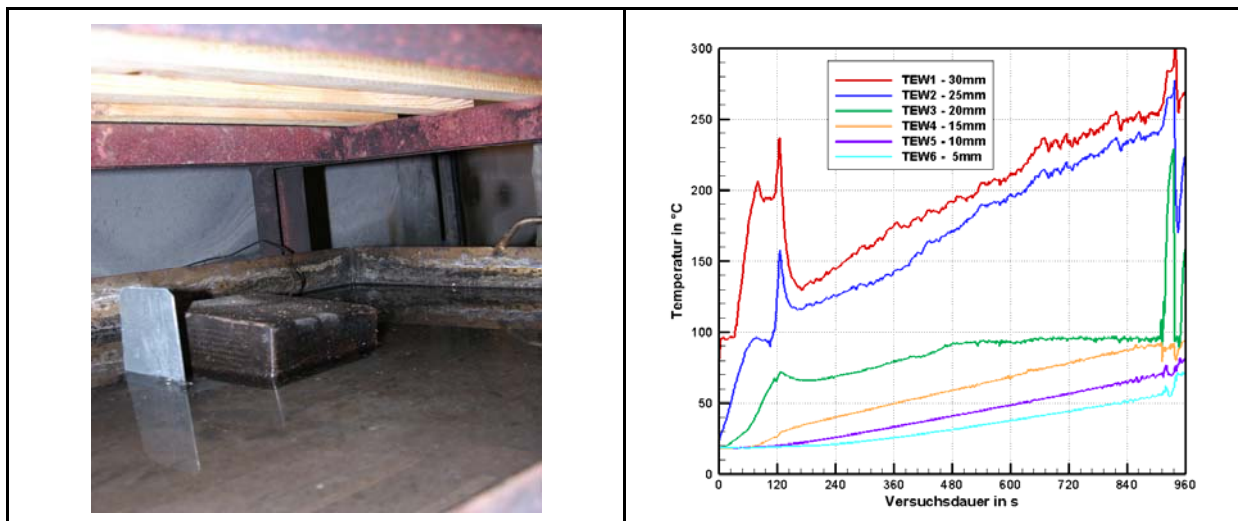 300
250
200
150
100
50
0
Temperatur in °C
TEW1 - 30mm
TEW2 - 25mm
TEW3 - 20mm
TEW4 - 15mm
TEW5 - 10mm
TEW6 - 5mm
0 120 240 360 480 600 720 840 960
Versuchsdauer in s